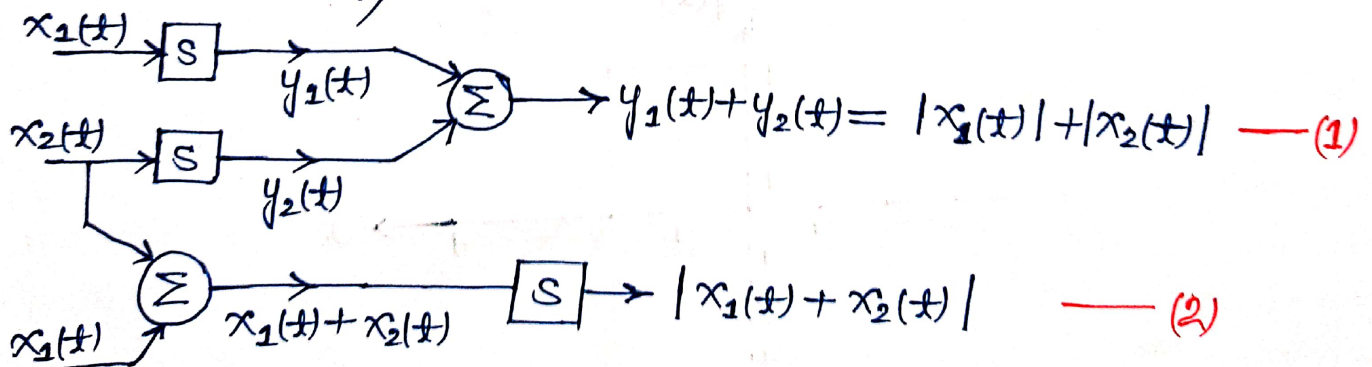 x1(t) S y1(t)
Σ y1(t)+y2(t)= |x1(t)|+|x2(t)| —(1)
x2(t) S y2(t)
Σ x1(t)+x2(t) S |x1(t)+x2(t)| —(2)
x1(t)